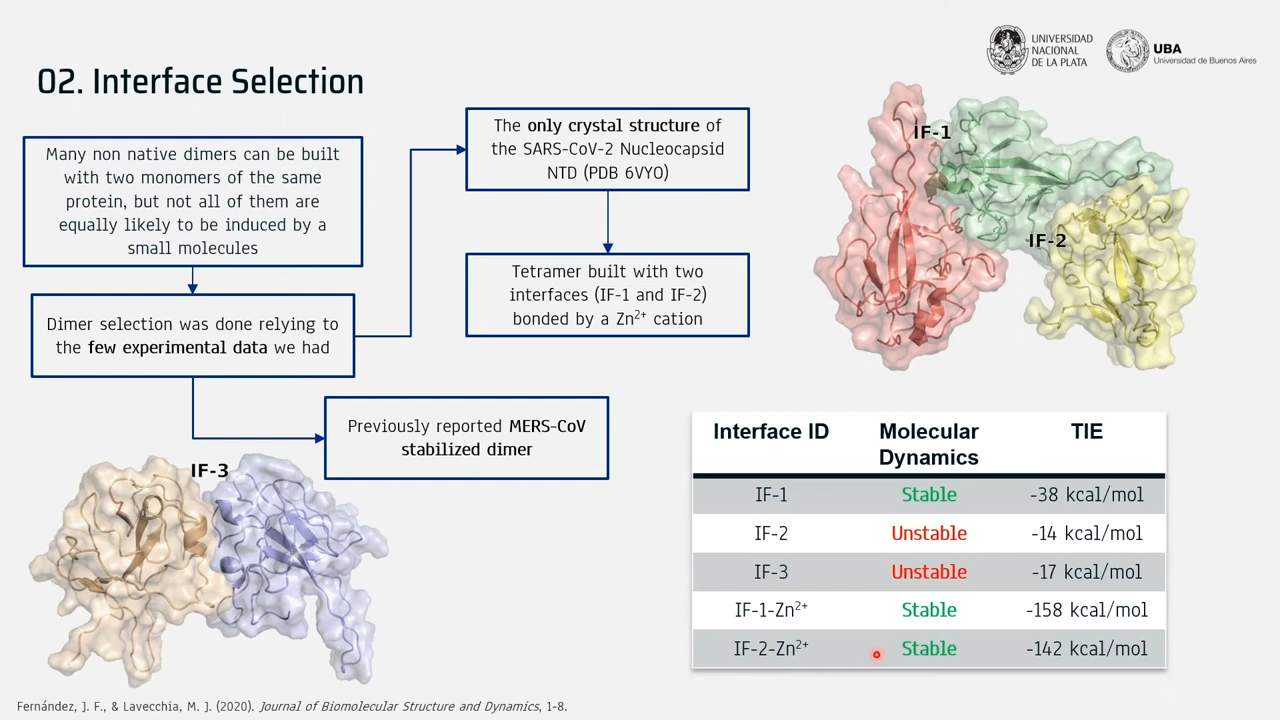 UNIVERSIDAD
NACIONAL
DE LA PLATA
UBA
Universidad de Buenos Aires
02. Interface Selection
Many non native dimers can be built
with two monomers of the same
protein, but not all of them are
equally likely to be induced by a
small molecules
Dimer selection was done relying to
the few experimental data we had
The only crystal structure of
the SARS-CoV-2 Nucleocapsid
NTD (PDB 6VYO)
Tetramer built with two
interfaces (IF-1 and IF-2)
bonded by a Zn²⁺ cation
Previously reported MERS-CoV
stabilized dimer
IF-1
IF-2
IF-3
Interface ID Molecular Dynamics TIE
IF-1 Stable -38 kcal/mol
IF-2 Unstable -14 kcal/mol
IF-3 Unstable -17 kcal/mol
IF-1-Zn²⁺ Stable -158 kcal/mol
IF-2-Zn²⁺ Stable -142 kcal/mol
Fernández, J. F., & Lavecchia, M. J. (2020). Journal of Biomolecular Structure and Dynamics, 1-8.